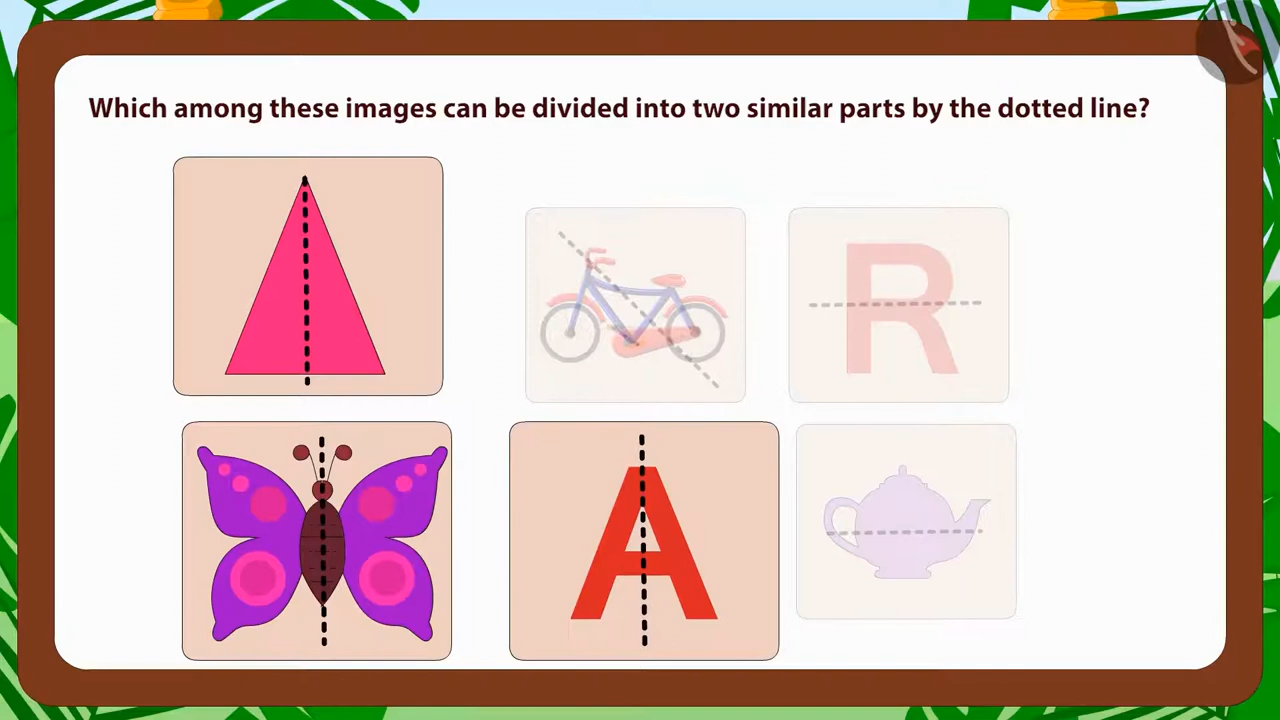 Which among these images can be divided into two similar parts by the dotted line?
R
A